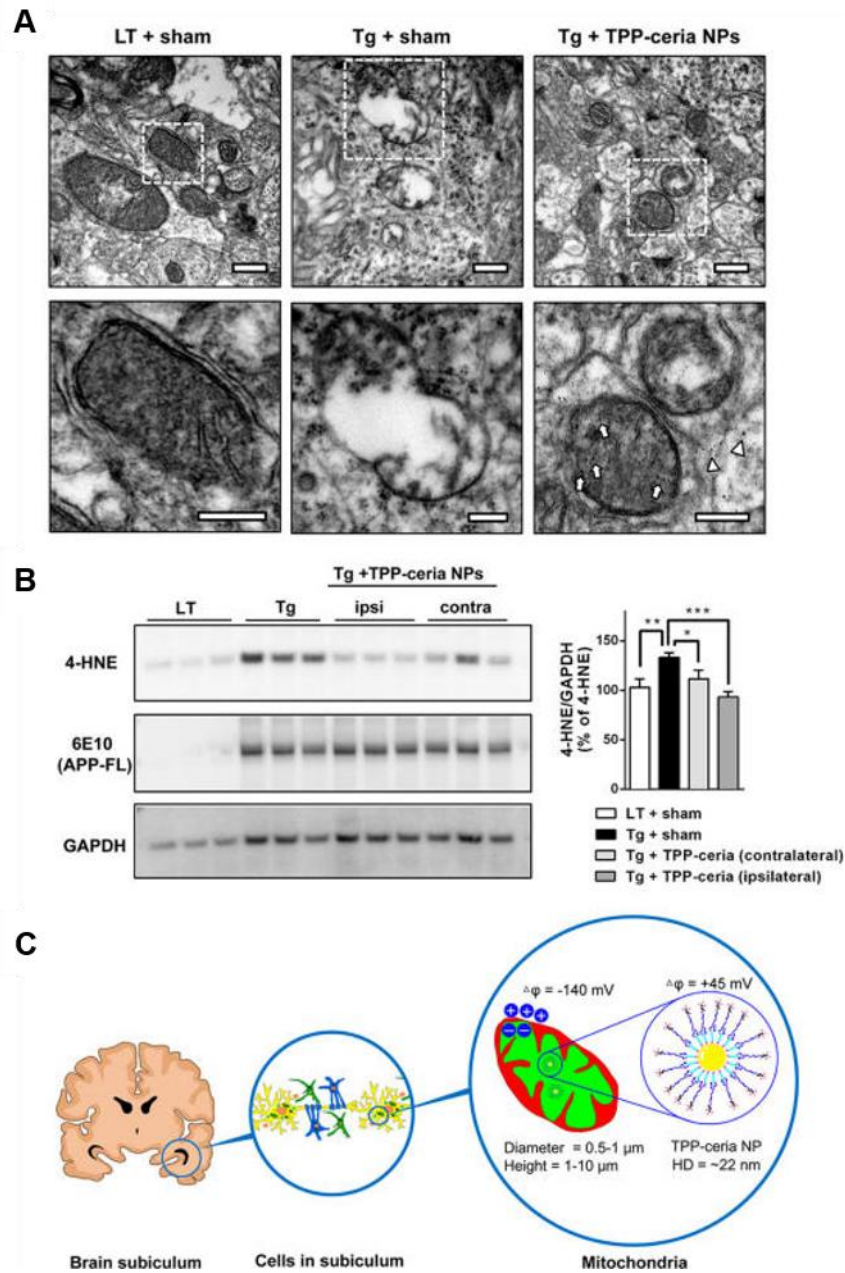 A
LT + sham
Tg + sham
Tg + TPP-ceria NPs
B
Tg +TPP-ceria NPs
LT
Tg
ipsi
contra
4-HNE
6E10
(APP-FL)
GAPDH
4-HNE/GAPDH
(% of 4-HNE)
150
100
50
0
**
***
*
LT + sham
Tg + sham
Tg + TPP-ceria (contralateral)
Tg + TPP-ceria (ipsilateral)
C
△φ = -140 mV
△φ = +45 mV
+ + +
− −
Diameter = 0.5-1 µm
Height = 1-10 µm
TPP-ceria NP
HD = ~22 nm
Brain subiculum
Cells in subiculum
Mitochondria